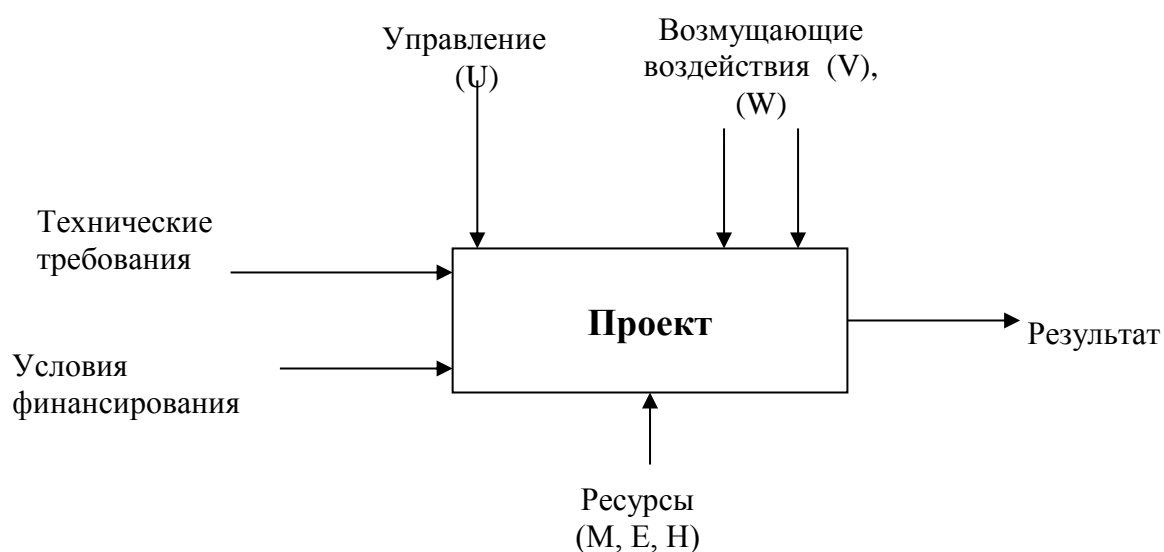 Управление
(U)
Возмущающие
воздействия (V),
(W)
Технические
требования
Проект
Результат
Условия
финансирования
Ресурсы
(М, Е, Н)